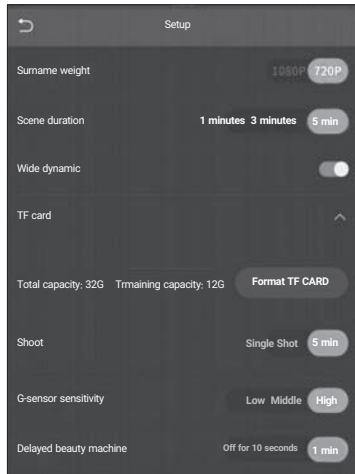 Setup
Surname weight 1080P 720P
Scene duration 1 minutes 3 minutes 5 min
Wide dynamic
TF card
Total capacity; 32G Trmaining capacity; 12G Format TF CARD
Shoot Single Shot 5 min
G-sensor sensitivity Low Middle High
Delayed beauty machine Off for 10 seconds 1 min